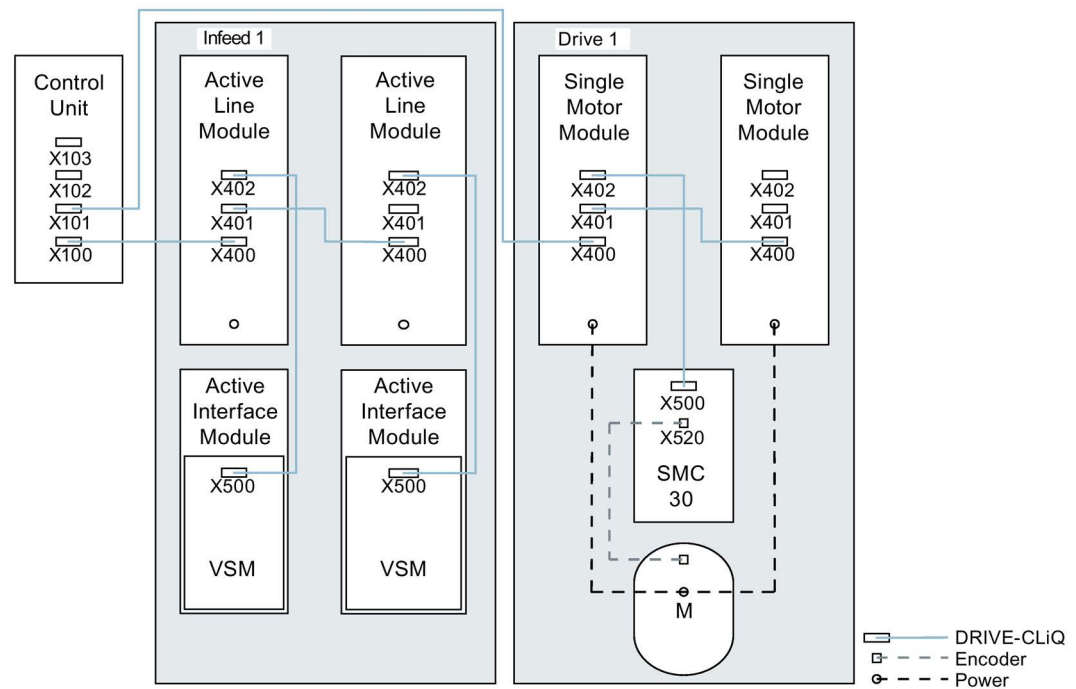 Infeed 1
Drive 1
Control
Unit
X103
X102
X101
X100
Active
Line
Module
X402
X401
X400
Active
Line
Module
X402
X401
X400
Single
Motor
Module
X402
X401
X400
Single
Motor
Module
X402
X401
X400
Active
Interface
Module
X500
VSM
Active
Interface
Module
X500
VSM
X500
X520
SMC
30
M
DRIVE-CLiQ
Encoder
Power